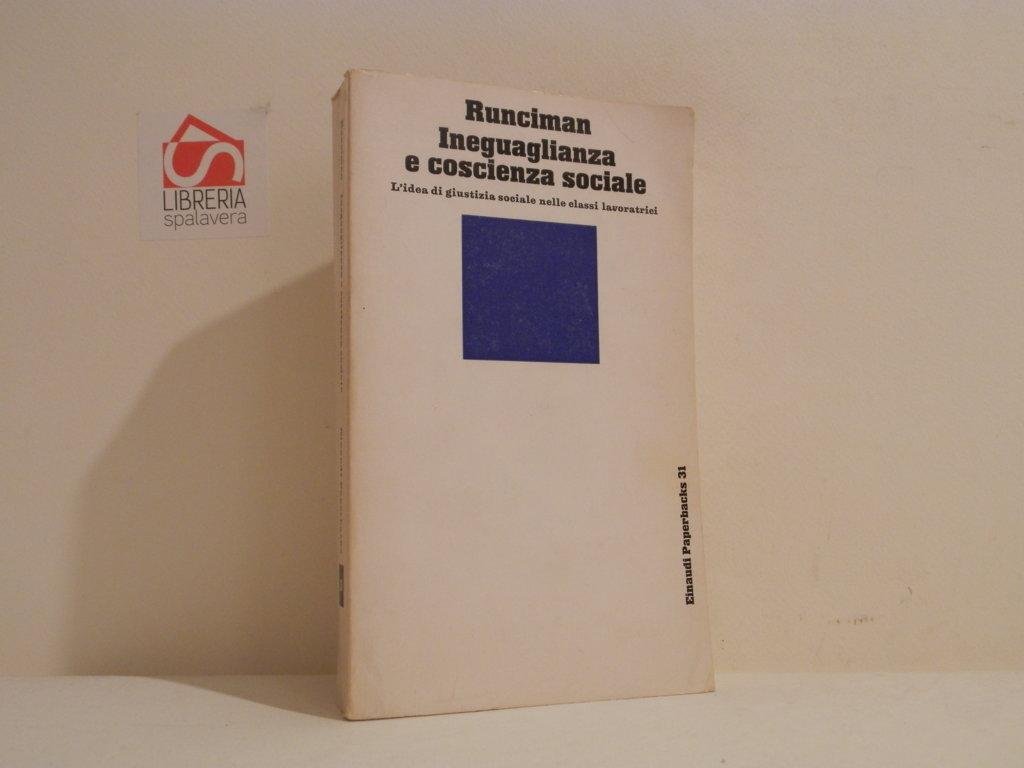 LIBRERIA
spalavera
Runciman
Ineguaglianza
e coscienza sociale
L'idea di giustizia sociale nelle classi lavoratrici
Einaudi Paperbacks 31